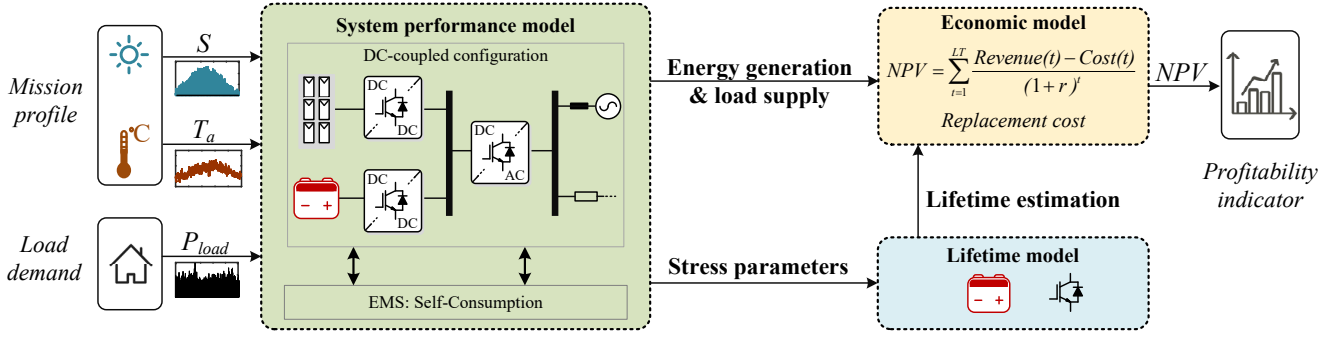 Mission
profile
S
°C
T_a
Load
demand
P_load
System performance model
DC-coupled configuration
DC
DC
DC
AC
DC
DC
− +
EMS: Self-Consumption
Energy generation
& load supply
Stress parameters
Economic model
NPV = \sum_{t=1}^{LT} \frac{Revenue(t) − Cost(t)}{(1 + r)^t}
Replacement cost
Lifetime estimation
Lifetime model
− +
NPV
Profitability
indicator